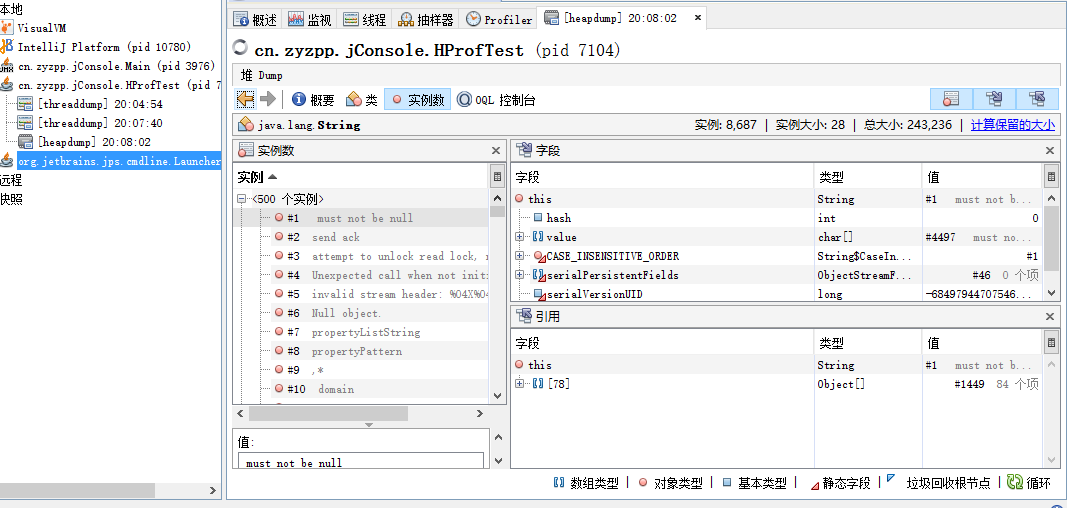 本地
VisualVM
IntelliJ Platform (pid 10780)
cn.zyzpp.jConsole.Main (pid 3976)
cn.zyzpp.jConsole.HProfTest (pid 7
[threaddump] 20:04:54
[threaddump] 20:07:40
[heapdump] 20:08:02
org.jetbrains.jps.cmdline.Launcher
远程
快照
概述 监视 线程 抽样器 Profiler [heapdump] 20:08:02 ×
cn.zyzpp.jConsole.HProfTest (pid 7104)
堆 Dump
概要 类 实例数 OQL 控制台
java.lang.String 实例: 8,687 | 实例大小: 28 | 总大小: 243,236 | 计算保留的大小
实例数
实例
<500 个实例>
#1 must not be null
#2 send ack
#3 attempt to unlock read lock, n
#4 Unexpected call when not initi
#5 invalid stream header: %04X%04
#6 Null object.
#7 propertyListString
#8 propertyPattern
#9 ,*
#10 domain
值:
must not be null
字段
字段 类型 值
this String #1 must not b...
hash int 0
value char[] #4497 must no...
CASE_INSENSITIVE_ORDER String$CaseIn... #1
serialPersistentFields ObjectStreamF... #46 0 个项
serialVersionUID long -68497944707546...
引用
字段 类型 值
this String #1 must not b...
[78] Object[] #1449 84 个项
数组类型 | 对象类型 | 基本类型 | 静态字段 | 垃圾回收根节点 | 循环